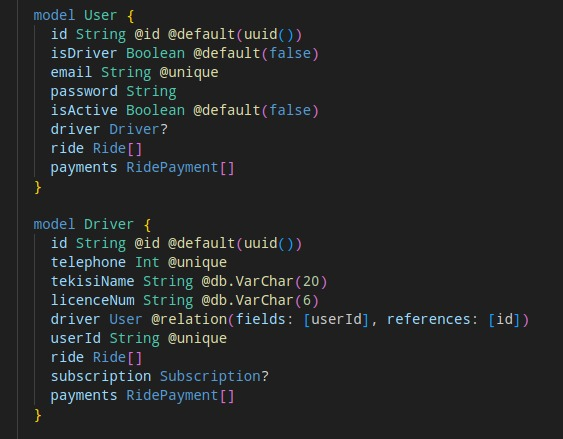 model User {
id String @id @default(uuid())
isDriver Boolean @default(false)
email String @unique
password String
isActive Boolean @default(false)
driver Driver?
ride Ride[]
payments RidePayment[]
}
model Driver {
id String @id @default(uuid())
telephone Int @unique
tekisiName String @db.VarChar(20)
licenceNum String @db.VarChar(6)
driver User @relation(fields: [userId], references: [id])
userId String @unique
ride Ride[]
subscription Subscription?
payments RidePayment[]
}